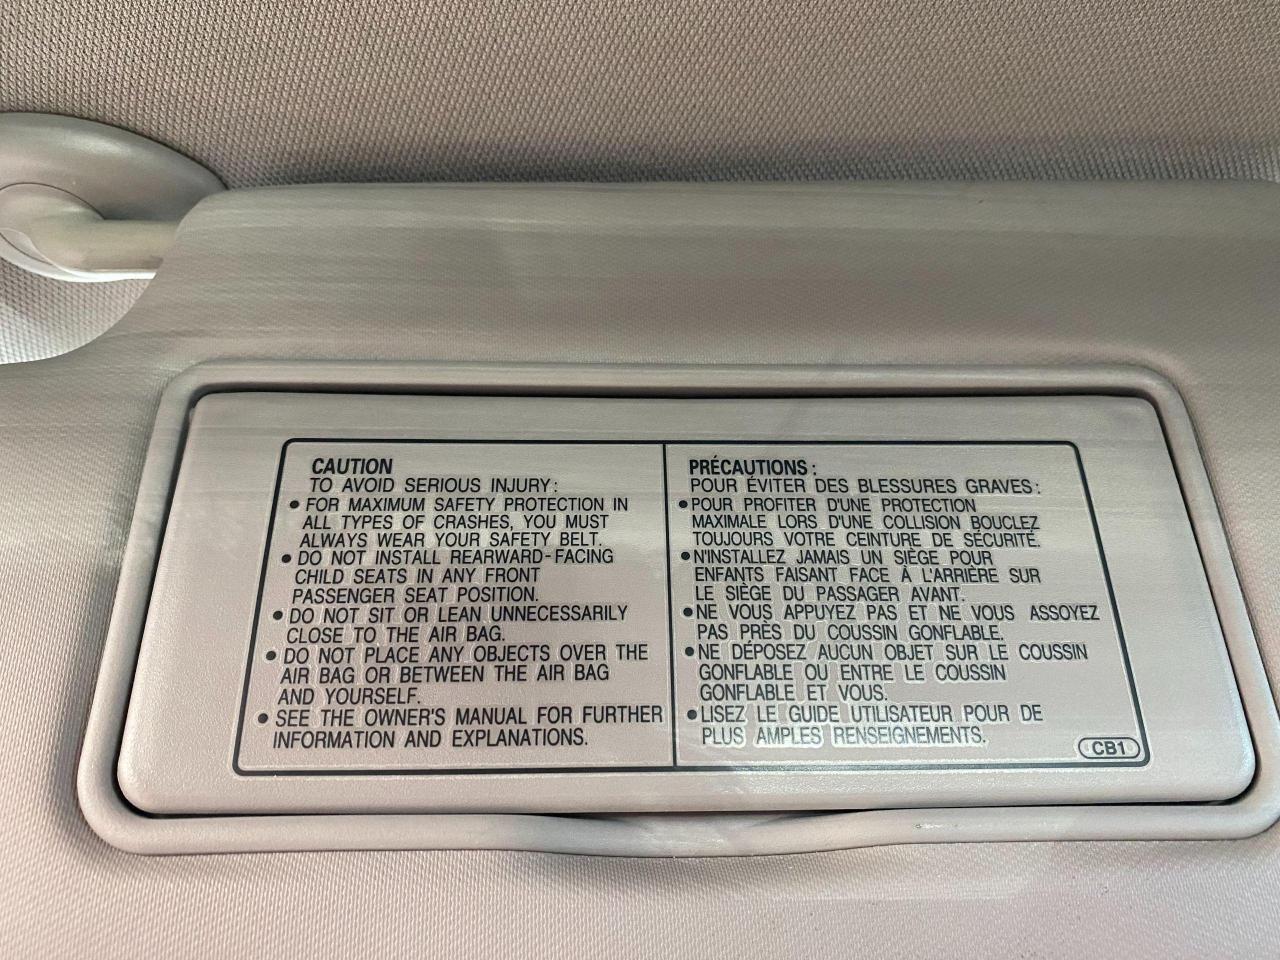 CAUTION
TO AVOID SERIOUS INJURY:
• FOR MAXIMUM SAFETY PROTECTION IN
ALL TYPES OF CRASHES, YOU MUST
ALWAYS WEAR YOUR SAFETY BELT.
• DO NOT INSTALL REARWARD-FACING
CHILD SEATS IN ANY FRONT
PASSENGER SEAT POSITION.
• DO NOT SIT OR LEAN UNNECESSARILY
CLOSE TO THE AIR BAG.
• DO NOT PLACE ANY OBJECTS OVER THE
AIR BAG OR BETWEEN THE AIR BAG
AND YOURSELF.
• SEE THE OWNER'S MANUAL FOR FURTHER
INFORMATION AND EXPLANATIONS.
PRÉCAUTIONS:
POUR ÉVITER DES BLESSURES GRAVES:
• POUR PROFITER D'UNE PROTECTION
MAXIMALE LORS D'UNE COLLISION BOUCLEZ
TOUJOURS VOTRE CEINTURE DE SÉCURITÉ.
• N'INSTALLEZ JAMAIS UN SIÈGE POUR
ENFANTS FAISANT FACE À L'ARRIÈRE SUR
LE SIÈGE DU PASSAGER AVANT.
• NE VOUS APPUYEZ PAS ET NE VOUS ASSOYEZ
PAS PRÈS DU COUSSIN GONFLABLE.
• NE DÉPOSEZ AUCUN OBJET SUR LE COUSSIN
GONFLABLE OU ENTRE LE COUSSIN
GONFLABLE ET VOUS.
• LISEZ LE GUIDE UTILISATEUR POUR DE
PLUS AMPLES RENSEIGNEMENTS.
CB1